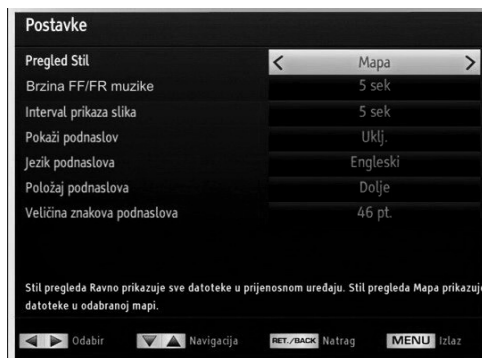 Postavke
Pregled Stil < Mapa >
Brzina FF/FR muzike 5 sek
Interval prikaza slika 5 sek
Pokaži podnaslov Uklj.
Jezik podnaslova Engleski
Položaj podnaslova Dolje
Veličina znakova podnaslova 46 pt.
Stil pregleda Ravno prikazuje sve datoteke u prijenosnom uređaju. Stil pregleda Mapa prikazuje
datoteke u odabranoj mapi.
Odabir Navigacija RET./BACK Natrag MENU Izlaz